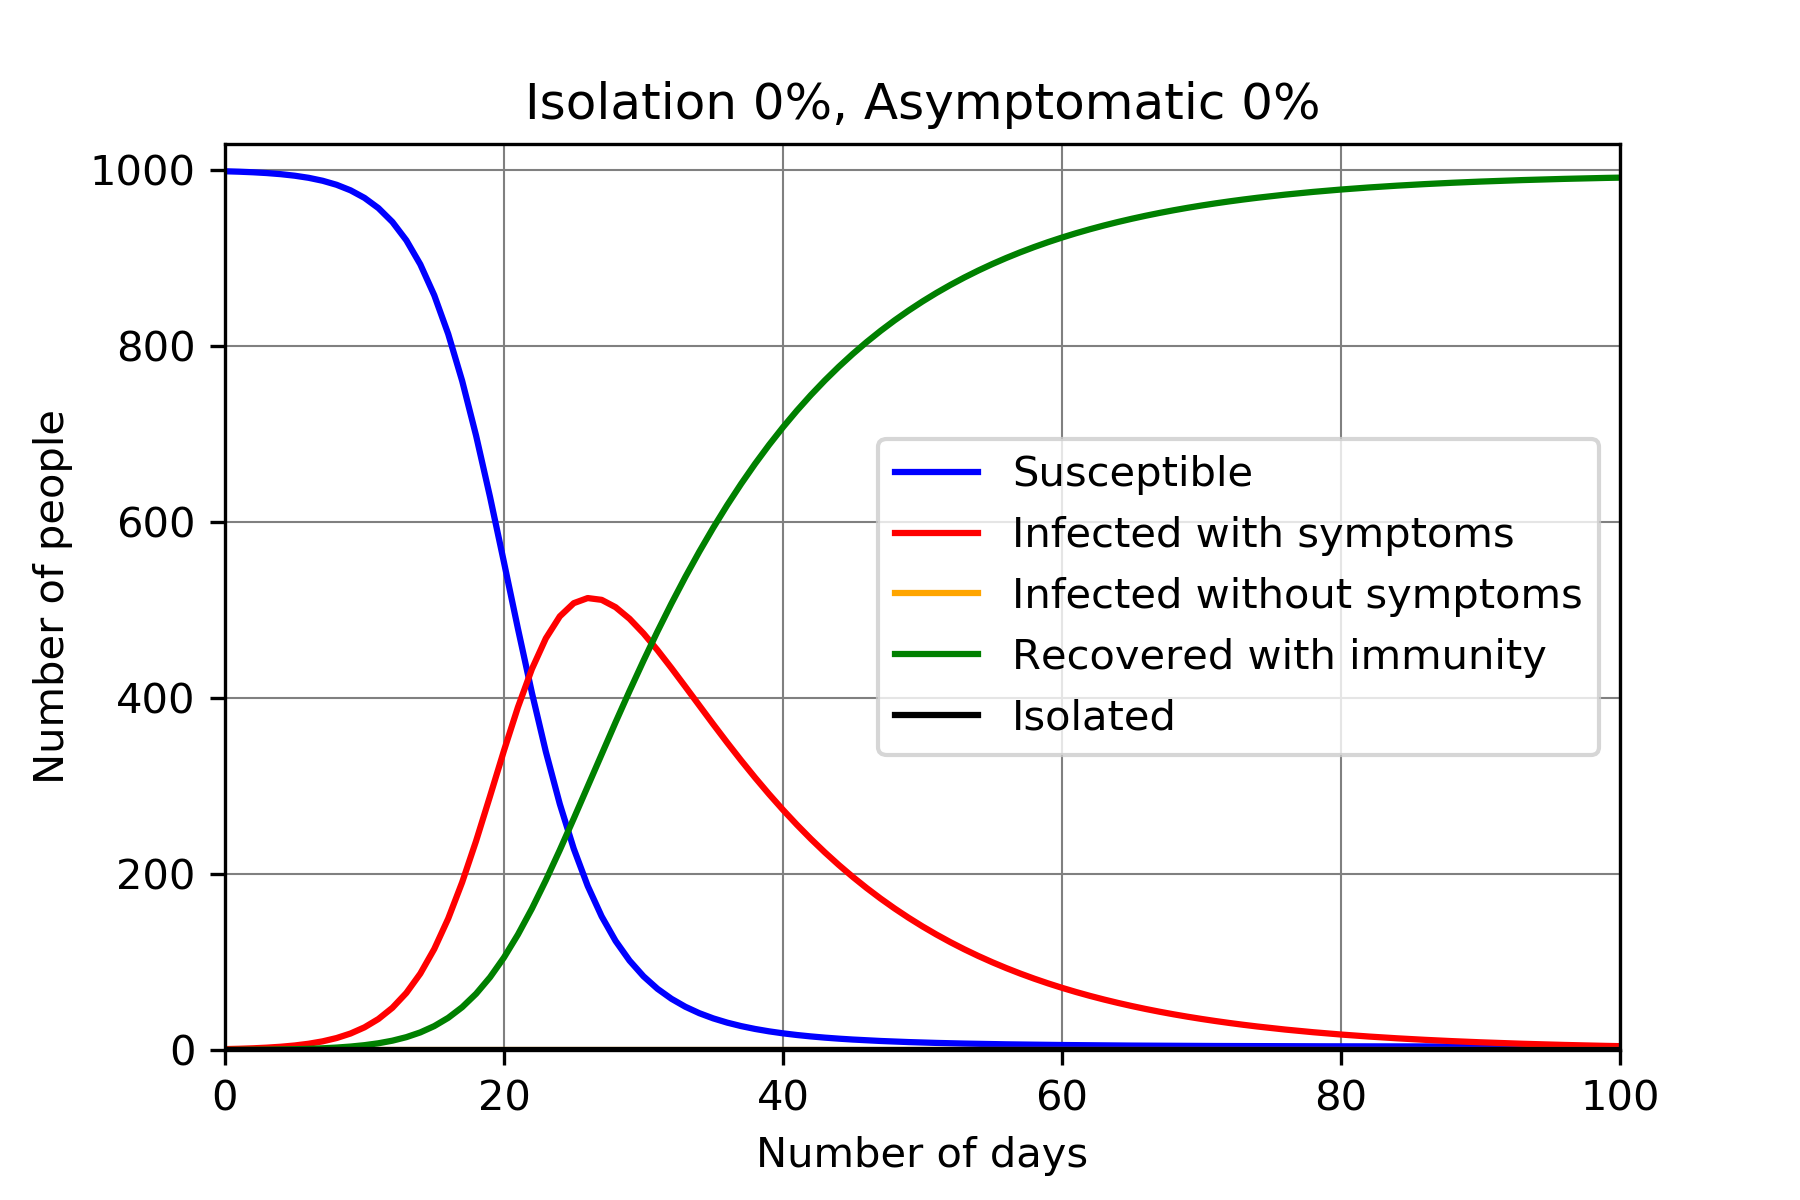 Isolation 0%, Asymptomatic 0%
1000
800
600
400
200
0
Number of people
Susceptible
Infected with symptoms
Infected without symptoms
Recovered with immunity
Isolated
0 20 40 60 80 100
Number of days